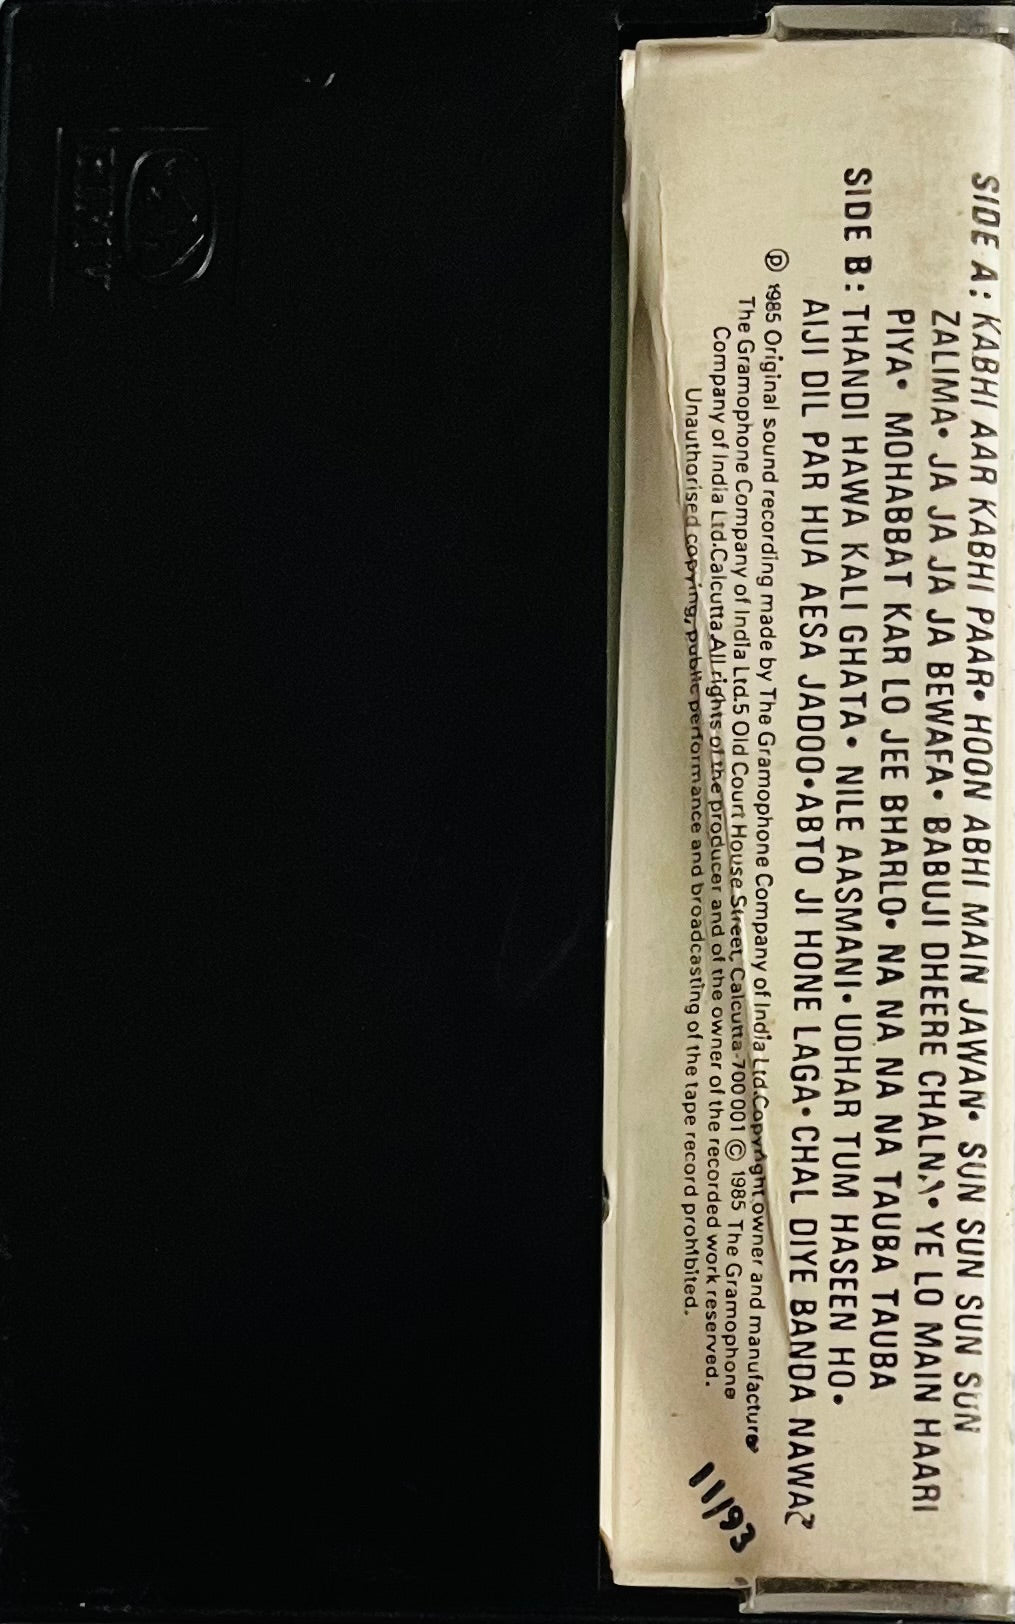 SIDE A: KABHI AAR KABHI PAAR• HOON ABHI MAIN JAWAN• SUN SUN SUN SUN
ZALIMA• JA JA JA JA BEWAFA• BABUJI DHEERE CHALNA• YE LO MAIN HAARI
PIYA• MOHABBAT KAR LO JEE BHARLO• NA NA NA NA NA TAUBA TAUBA
SIDE B: THANDI HAWA KALI GHATA• NILE AASMANI• UDHAR TUM HASEEN HO•
AIJI DIL PAR HUA AESA JADOO•ABTO JI HONE LAGA• CHAL DIYE BANDA NAWAZ
Ⓟ 1985 Original sound recording made by The Gramophone Company of India Ltd.Copyright owner and manufacture
The Gramophone Company of India Ltd.5 Old Court House Street, Calcutta-700 001 © 1985 The Gramophone
Company of India Ltd.Calcutta All rights of the producer and of the owner of the recorded work reserved.
Unauthorised copying, public performance and broadcasting of the tape record prohibited.
11/93